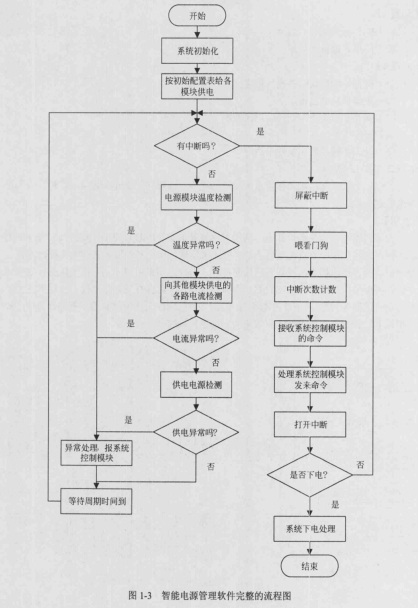 开始
系统初始化
按初始配置表给各
模块供电
有中断吗?
是
否
电源模块温度检测
屏蔽中断
是
温度异常吗?
喂看门狗
否
向其他模块供电的
各路电流检测
中断次数计数
是
电流异常吗?
接收系统控制模块
的命令
否
供电电源检测
处理系统控制模块
发来命令
是
供电异常吗?
打开中断
异常处理, 报系统
控制模块
否
是否下电?
否
等待周期时间到
是
系统下电处理
结束
图 1-3 智能电源管理软件完整的流程图